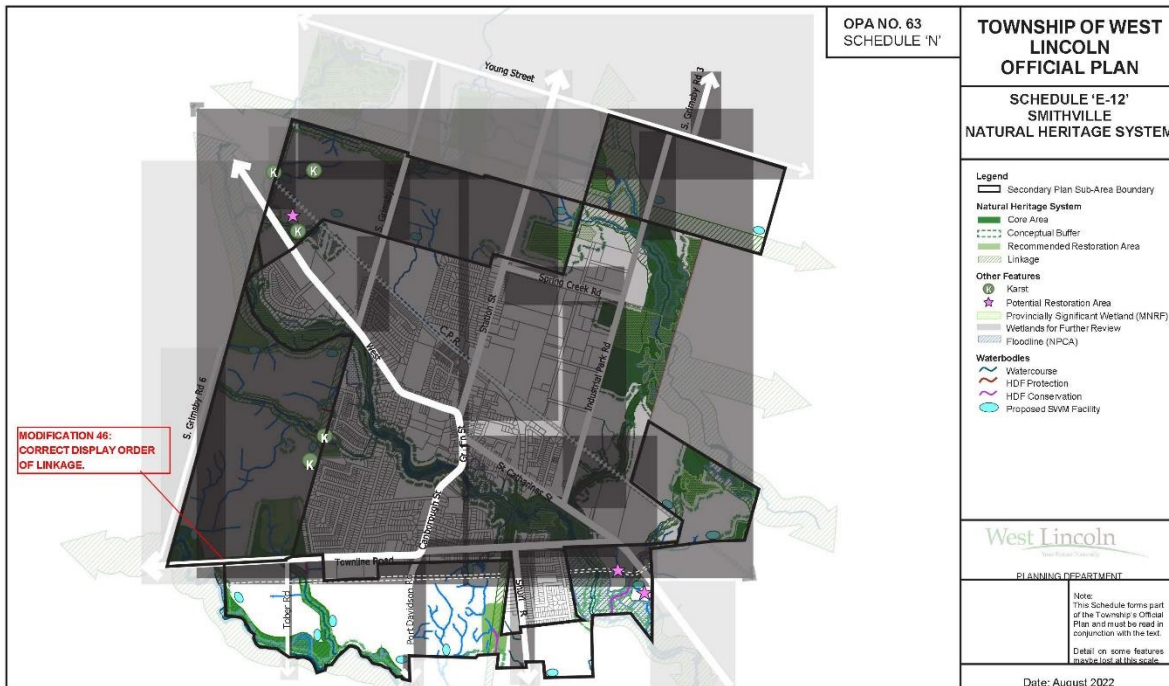 OPA NO. 63
SCHEDULE 'N'
TOWNSHIP OF WEST
LINCOLN
OFFICIAL PLAN
SCHEDULE 'E-12'
SMITHVILLE
NATURAL HERITAGE SYSTEM
Legend
Secondary Plan Sub-Area Boundary
Natural Heritage System
Core Area
Conceptual Buffer
Recommended Restoration Area
Linkage
Other Features
K Karst
Potential Restoration Area
Provincially Significant Wetland (MNRF)
Wetlands for Further Review
Floodline (NPCA)
Waterbodies
Watercourse
HDF Protection
HDF Conservation
Proposed SWM Facility
West Lincoln
PLANNING DEPARTMENT
Note:
This Schedule forms part
of the Township's Official
Plan and must be read in
conjunction with the text.
Detail on some features
maybe lost at this scale.
Date: August 2022
Young Street
S. Grimsby Rd 3
K
K
K
Spring Creek Rd
Station St
C.P.R.
West
Industrial Park Rd
S. Grimsby Rd 6
MODIFICATION 46:
CORRECT DISPLAY ORDER
OF LINKAGE.
K
K
St Catharines St
Canborough St
Townline Road
Tober Rd
Port Davidson